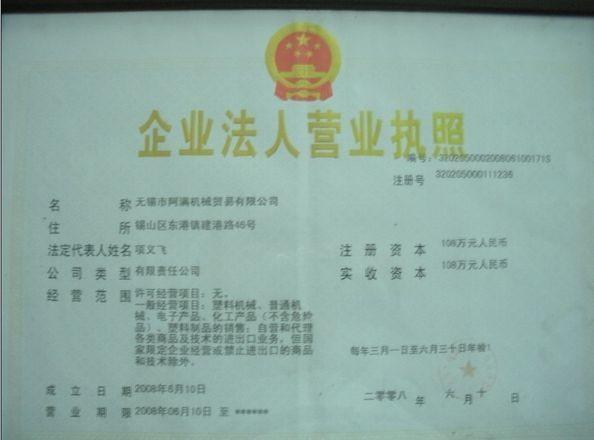 企业法人营业执照
编号:320205000200806100171S
注册号 320205000111236
名 称 无锡市阿满机械贸易有限公司
住 所 锡山区东港镇建港路46号
法定代表人姓名 项义飞
注册资本 108万元人民币
公司类型 有限责任公司
实收资本 108万元人民币
经营范围 许可经营项目：无。
一般经营项目：塑料机械、普通机
械、电子产品、化工产品（不含危险
品）、塑料制品的销售；自营和代理
各类商品及技术的进出口业务，但国
家限定企业经营或禁止进出口的商品
和技术除外。
每年三月一日至六月三十日年检!
成立日期 2008年6月10日
二零零八 年 六 月 十 日
营业期限 2008年06月10日 至 ******